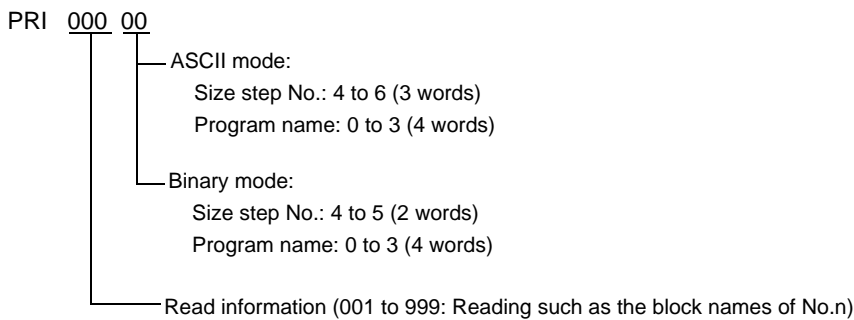 PRI 000 00
ASCII mode:
Size step No.: 4 to 6 (3 words)
Program name: 0 to 3 (4 words)
Binary mode:
Size step No.: 4 to 5 (2 words)
Program name: 0 to 3 (4 words)
Read information (001 to 999: Reading such as the block names of No.n)